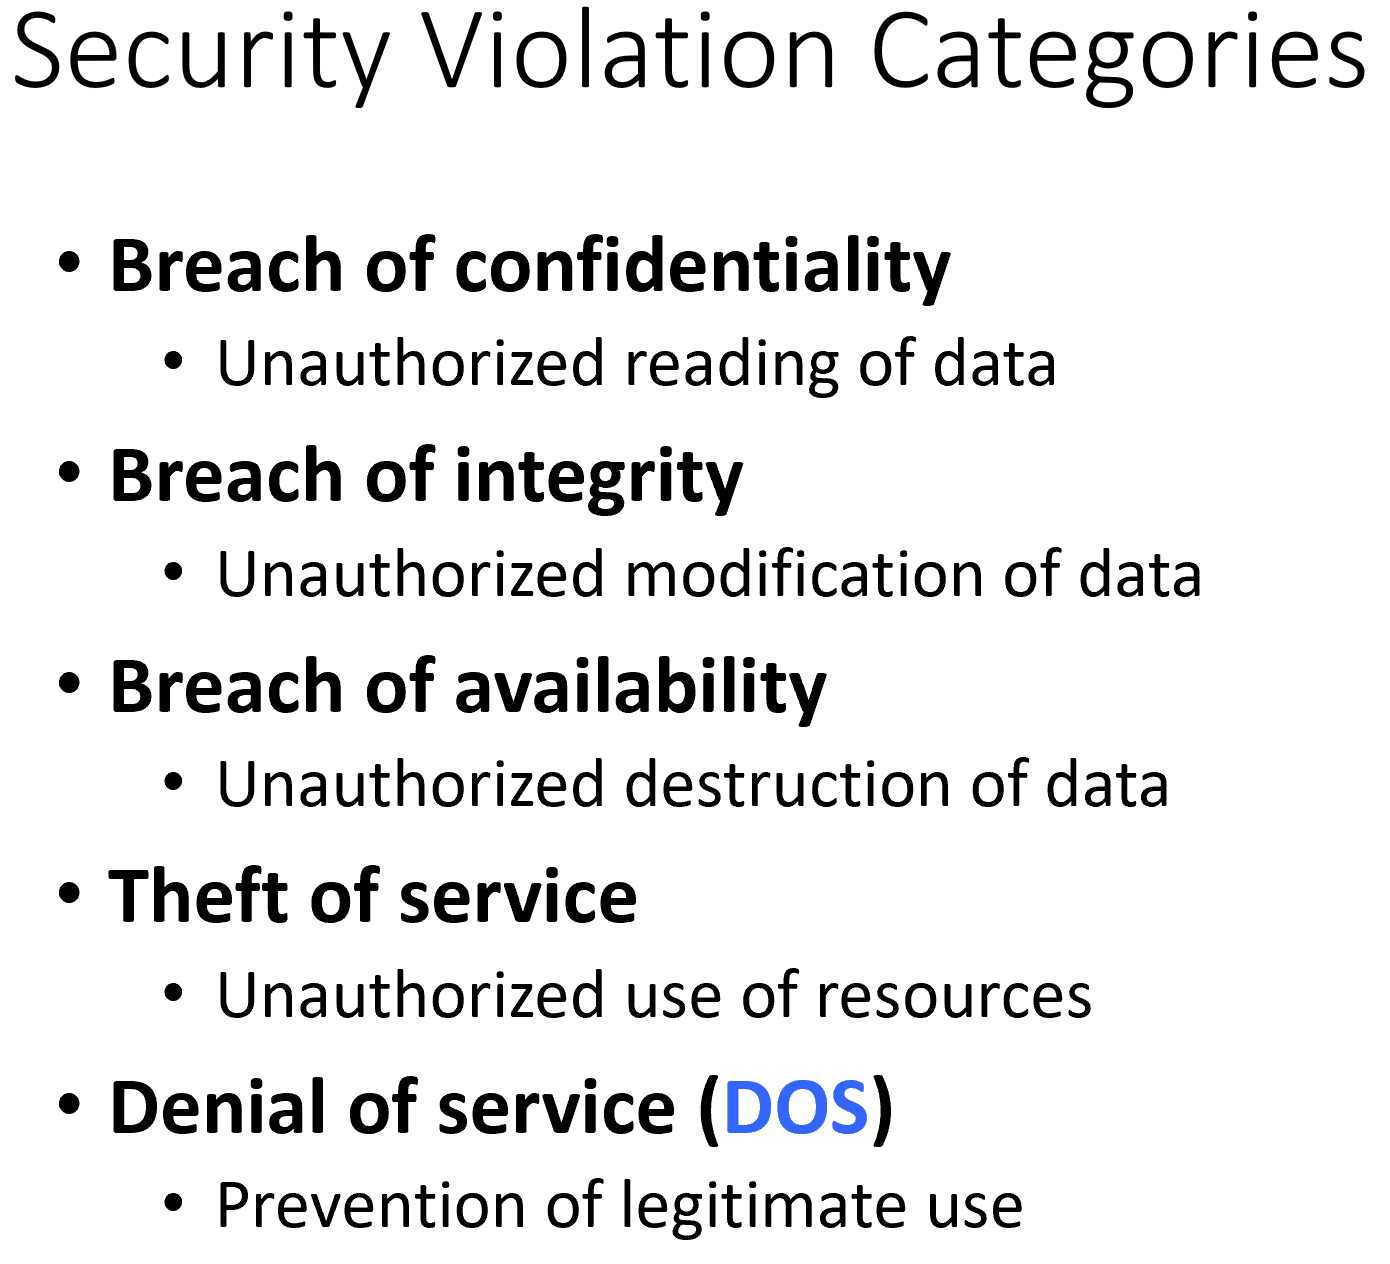 Security Violation Categories
• Breach of confidentiality
• Unauthorized reading of data
• Breach of integrity
• Unauthorized modification of data
• Breach of availability
• Unauthorized destruction of data
• Theft of service
• Unauthorized use of resources
• Denial of service (DOS)
• Prevention of legitimate use